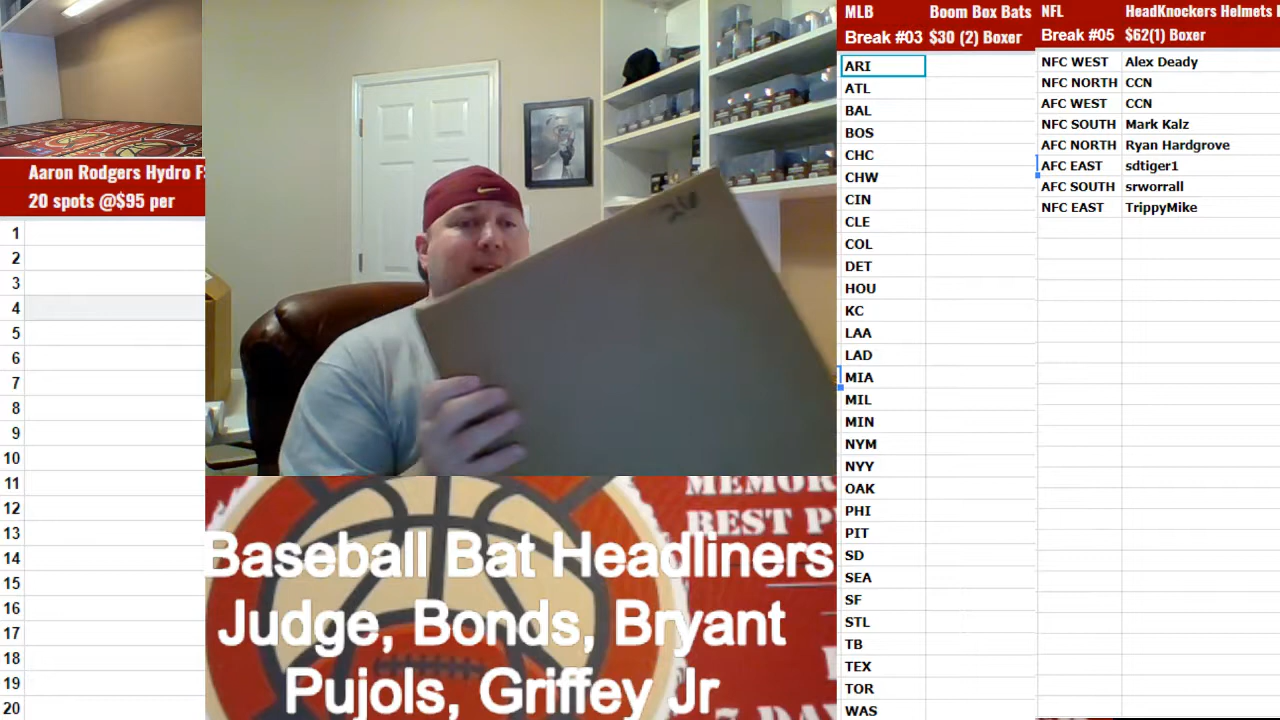 Aaron Rodgers Hydro F
20 spots @$95 per
1
2
3
4
5
6
7
8
9
10
11
12
13
14
15
16
17
18
19
20
26
MEMOR
BEST P
Baseball Bat Headliners
Judge, Bonds, Bryant
Pujols, Griffey Jr
MLB Boom Box Bats
Break #03 $30 (2) Boxer
ARI
ATL
BAL
BOS
CHC
CHW
CIN
CLE
COL
DET
HOU
KC
LAA
LAD
MIA
MIL
MIN
NYM
NYY
OAK
PHI
PIT
SD
SEA
SF
STL
TB
TEX
TOR
WAS
NFL HeadKnockers Helmets
Break #05 $62(1) Boxer
NFC WEST Alex Deady
NFC NORTH CCN
AFC WEST CCN
NFC SOUTH Mark Kalz
AFC NORTH Ryan Hardgrove
AFC EAST sdtiger1
AFC SOUTH srworrall
NFC EAST TrippyMike